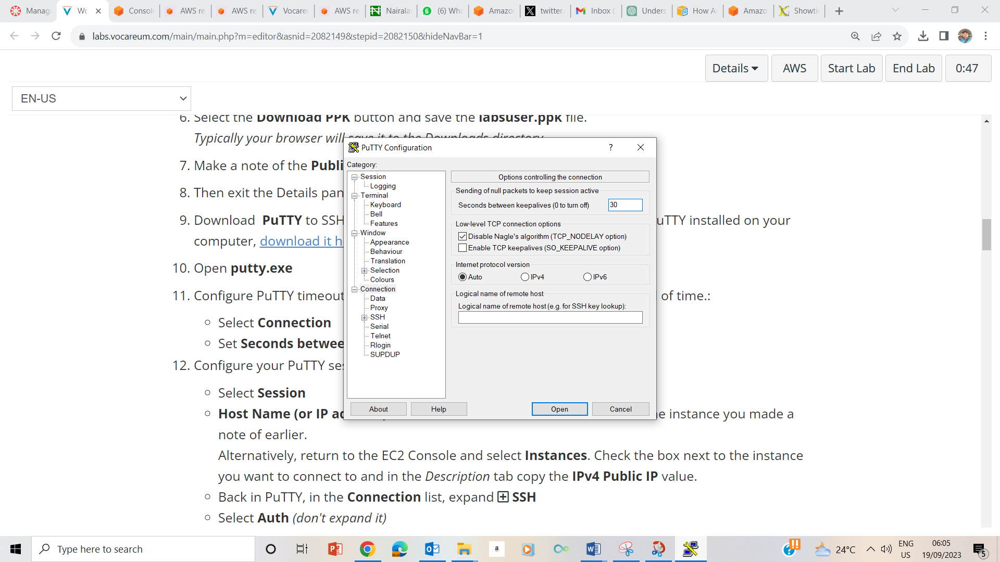 Manag
Wo
Consol
AWS re
AWS re
Vocareu
AWS re
Nairala
(6) Wha
Amazo
twitter.
Inbox (
Unders
How A
Amazo
Showti
labs.vocareum.com/main/main.php?m=editor&asnid=2082149&stepid=2082150&hideNavBar=1
Details
AWS
Start Lab
End Lab
0:47
EN-US
6. Select the Download PPK button and save the labsuser.ppk file.
Typically your browser will save it to the Downloads directory.
7. Make a note of the Publi
8. Then exit the Details pan
9. Download PuTTY to SSH
uTTY installed on your
computer, download it h
10. Open putty.exe
11. Configure PuTTY timeout
of time.:
Select Connection
Set Seconds betwee
12. Configure your PuTTY ses
Select Session
Host Name (or IP ad
e instance you made a
note of earlier.
Alternatively, return to the EC2 Console and select Instances. Check the box next to the instance
you want to connect to and in the Description tab copy the IPv4 Public IP value.
Back in PuTTY, in the Connection list, expand SSH
Select Auth (don't expand it)
PuTTY Configuration
?
Category:
Session
Logging
Terminal
Keyboard
Bell
Features
Window
Appearance
Behaviour
Translation
Selection
Colours
Connection
Data
Proxy
SSH
Serial
Telnet
Rlogin
SUPDUP
Options controlling the connection
Sending of null packets to keep session active
Seconds between keepalives (0 to turn off)
30
Low-level TCP connection options
Disable Nagle's algorithm (TCP_NODELAY option)
Enable TCP keepalives (SO_KEEPALIVE option)
Internet protocol version
Auto
IPv4
IPv6
Logical name of remote host
Logical name of remote host (e.g. for SSH key lookup):
About
Help
Open
Cancel
Type here to search
24°C
ENG
US
06:05
19/09/2023
5